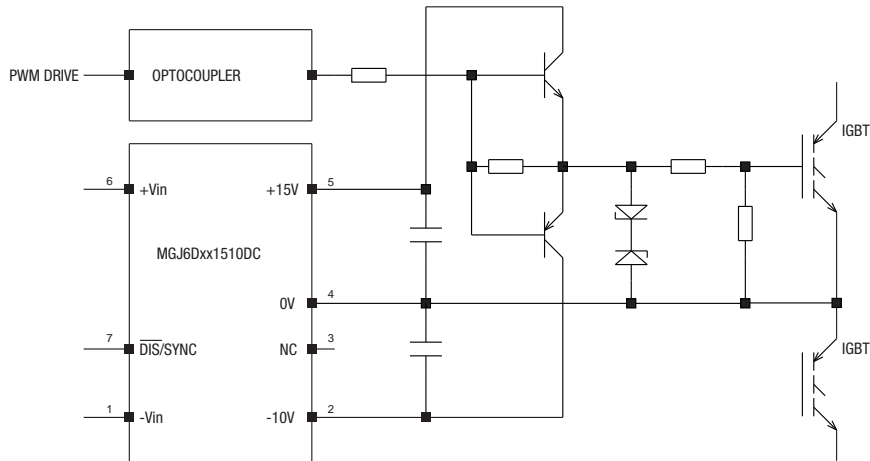 PWM DRIVE
OPTOCOUPLER
IGBT
6
+Vin
+15V
5
MGJ6Dxx1510DC
0V
4
7
DIS/SYNC
NC
3
IGBT
1
-Vin
-10V
2